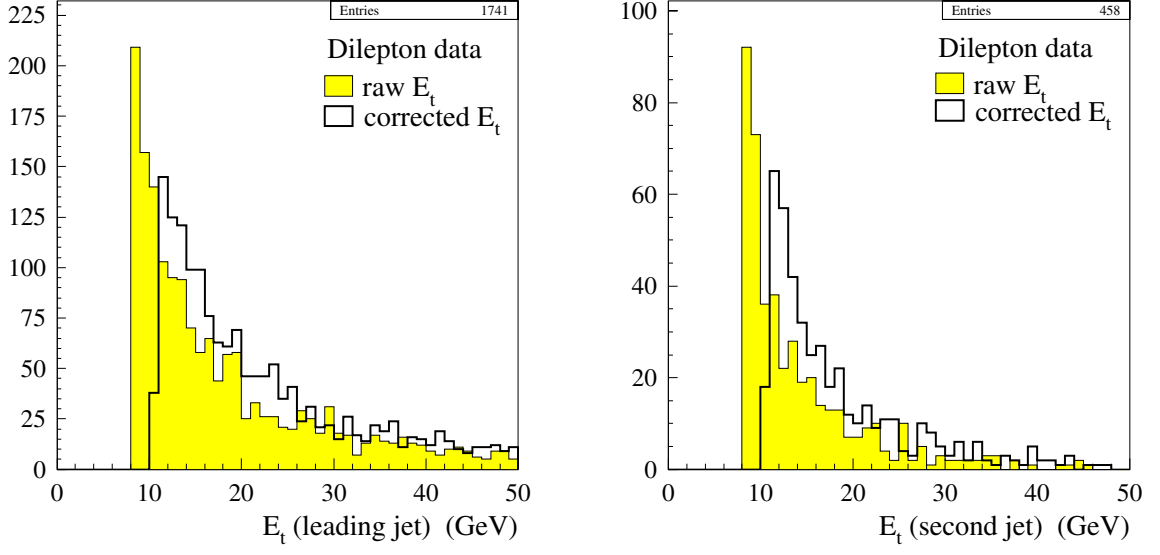 Entries 1741
Dilepton data
raw E_t
corrected E_t
225
200
175
150
125
100
75
50
25
0
0 10 20 30 40 50
E_t (leading jet) (GeV)
Entries 458
Dilepton data
raw E_t
corrected E_t
100
80
60
40
20
0
0 10 20 30 40 50
E_t (second jet) (GeV)